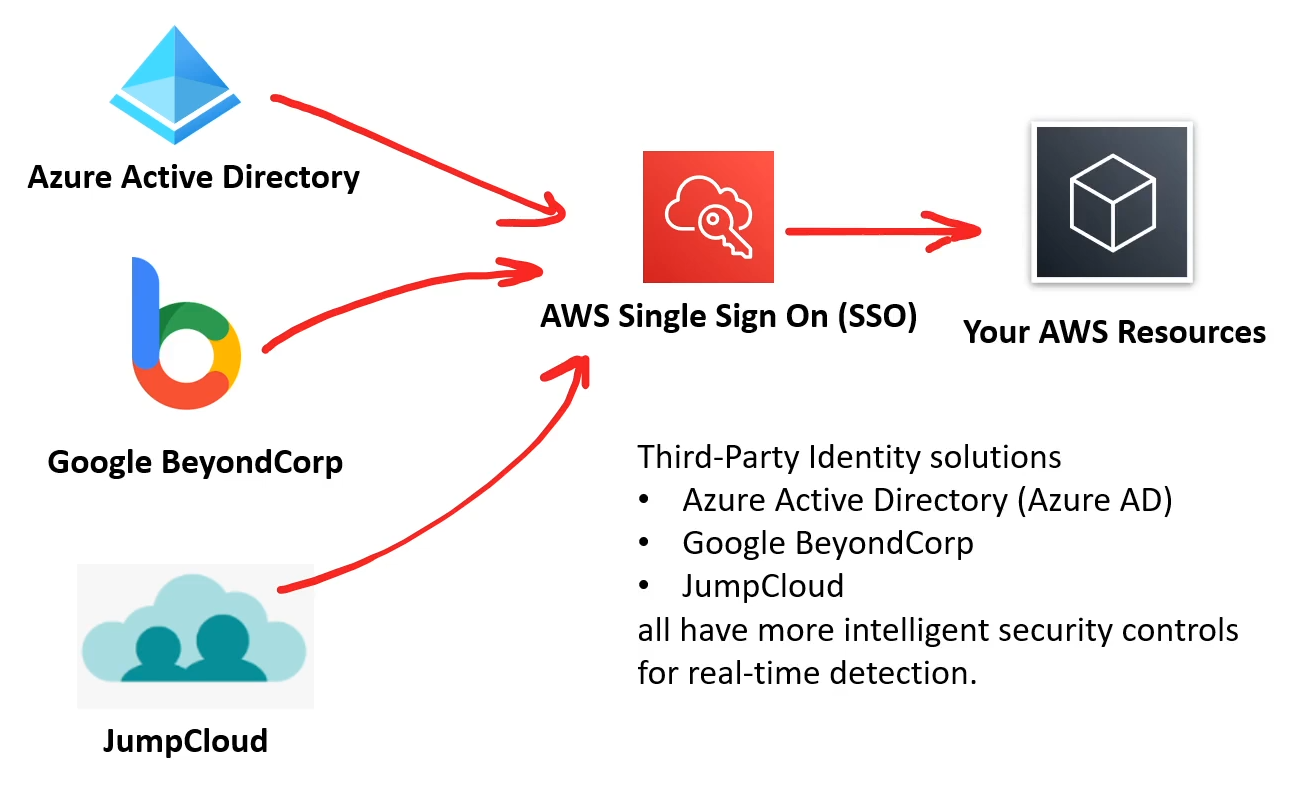 Azure Active Directory
Google BeyondCorp
JumpCloud
AWS Single Sign On (SSO)
Your AWS Resources
Third-Party Identity solutions
• Azure Active Directory (Azure AD)
• Google BeyondCorp
• JumpCloud
all have more intelligent security controls
for real-time detection.